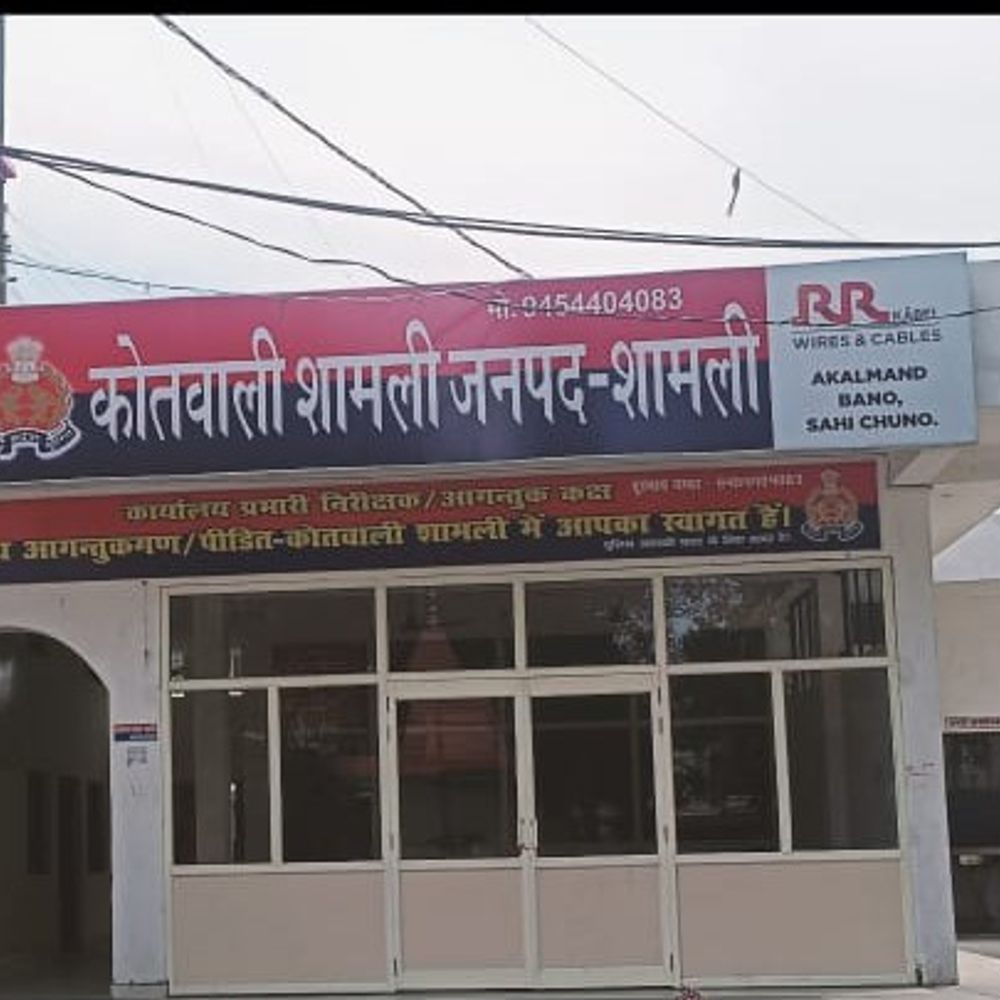 मो. 9454404083
कोतवाली शामली जनपद-शामली
RR KABEL
WIRES & CABLES
AKALMAND
BANO,
SAHI CHUNO.
कार्यालय प्रभारी निरीक्षक/आगन्तुक कक्ष
आगन्तुकगण/पीडित-कोतवाली शामली में आपका स्वागत हैं।